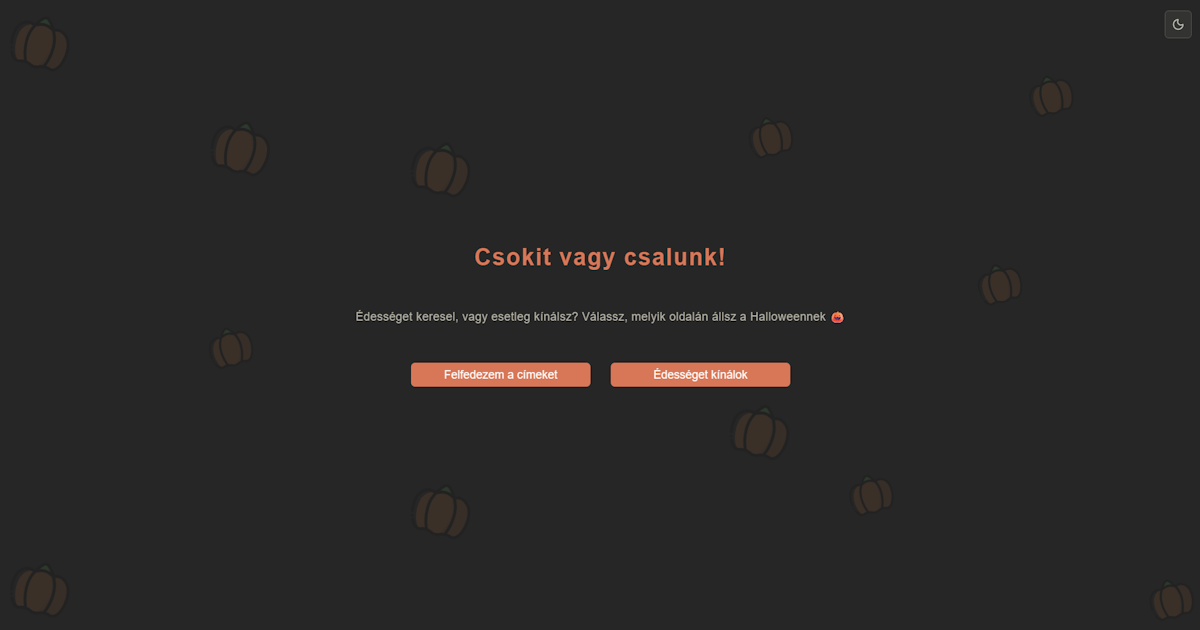 Csokit vagy csalunk!
Édességet keresel, vagy esetleg kínálsz? Válassz, melyik oldalán állsz a Halloweennek 🎃
Felfedezem a címeket
Édességet kínálok